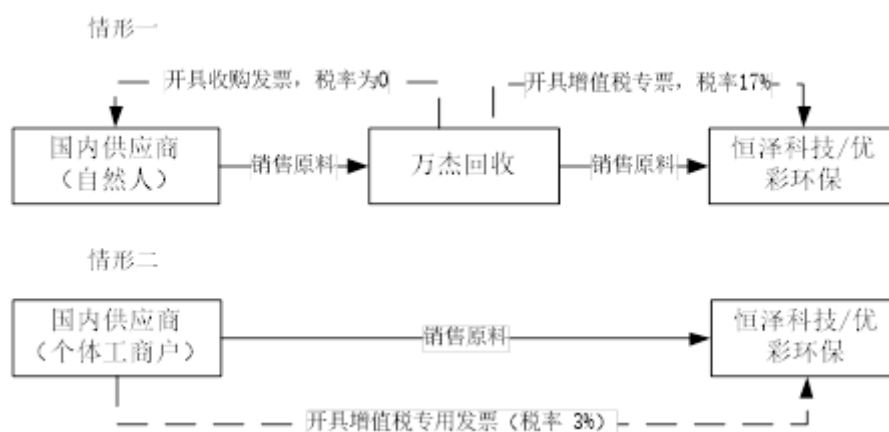 情形一
开具收购发票，税率为0
开具增值税专票，税率17%
国内供应商
（自然人）
销售原料
万杰回收
销售原料
恒泽科技/优
彩环保
情形二
国内供应商
（个体工商户）
销售原料
恒泽科技/优
彩环保
开具增值税专用发票（税率 3%）